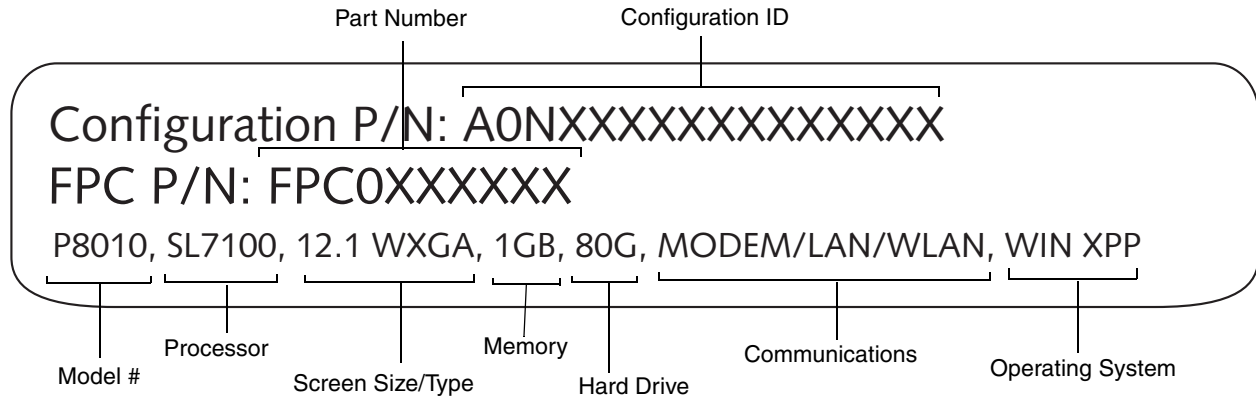 Part Number
Configuration ID
Configuration P/N: A0NXXXXXXXXXXXXX
FPC P/N: FPC0XXXXXX
P8010, SL7100, 12.1 WXGA, 1GB, 80G, MODEM/LAN/WLAN, WIN XPP
Model #
Processor
Screen Size/Type
Memory
Hard Drive
Communications
Operating System